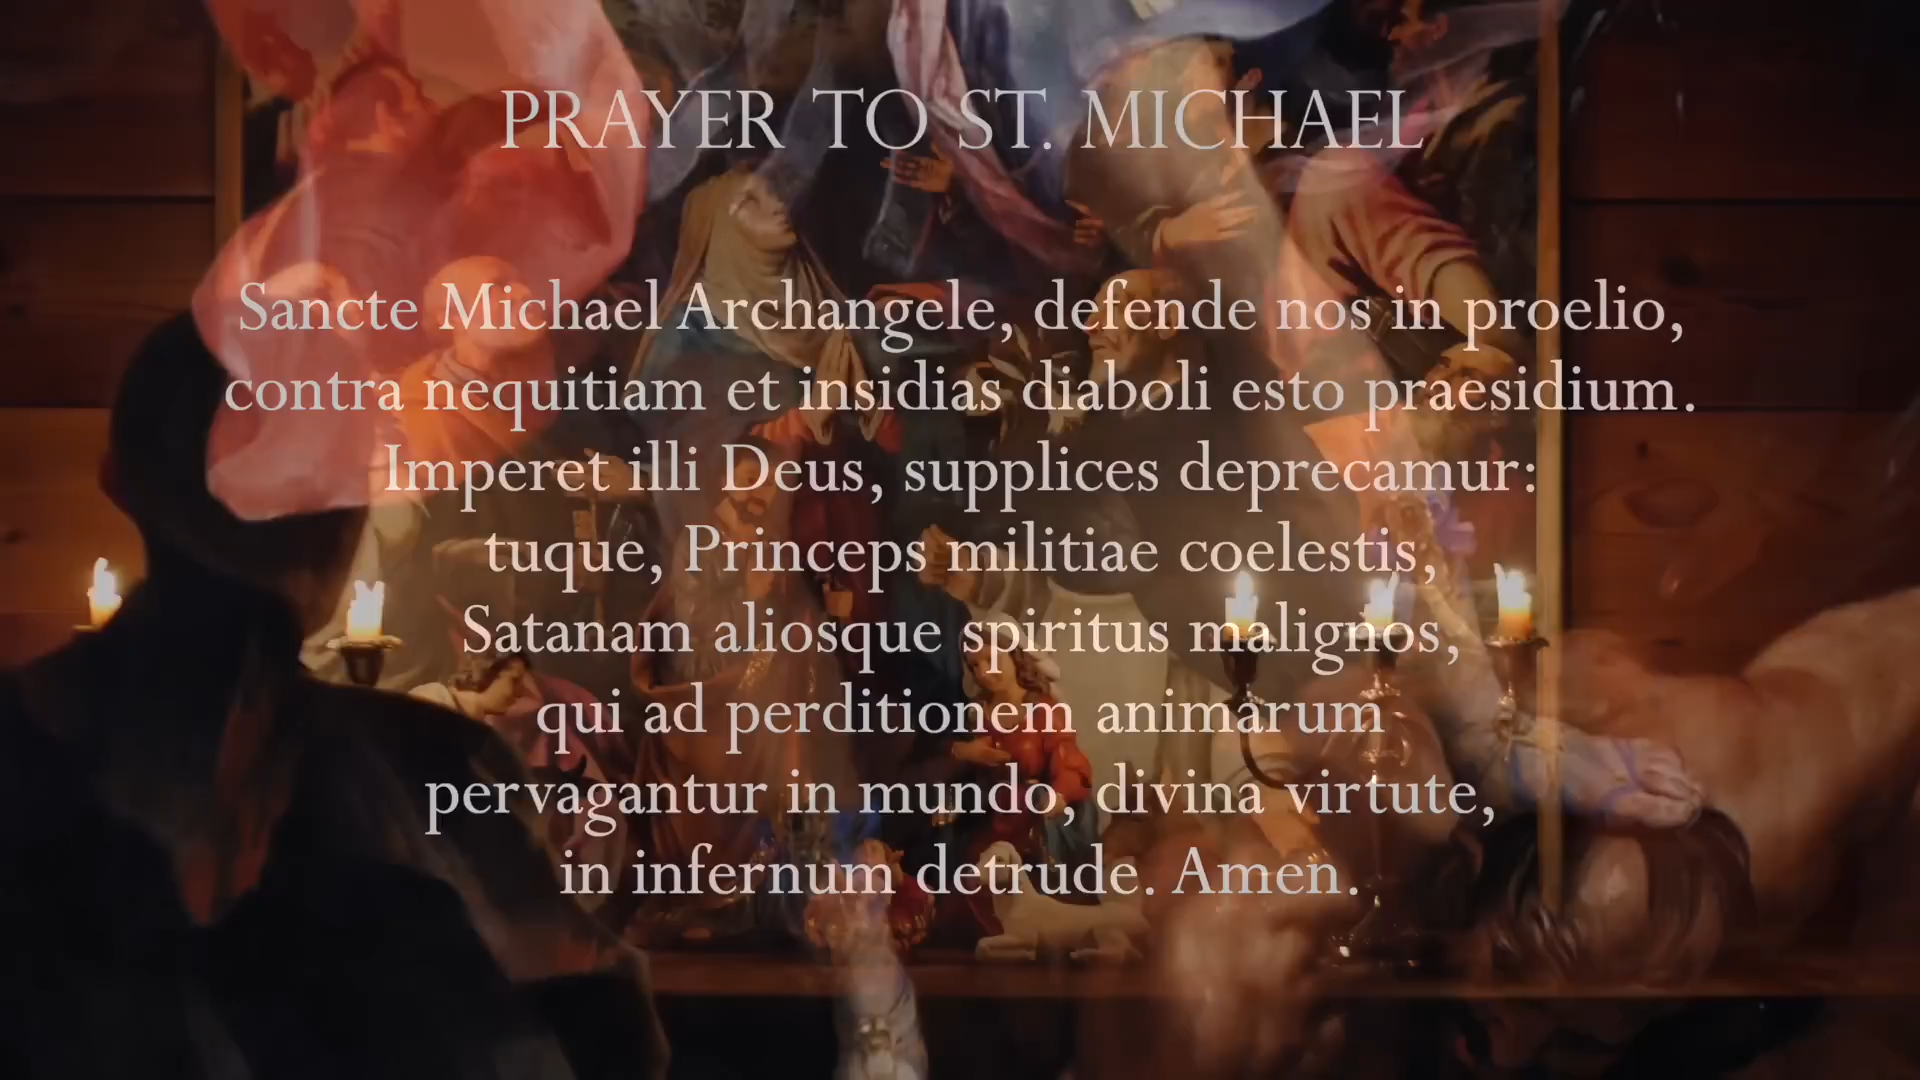 PRAYER TO ST. MICHAEL
Sancte Michael Archangele, defende nos in proelio,
contra nequitiam et insidias diaboli esto praesidium.
Imperet illi Deus, supplices deprecamur:
tuque, Princeps militiae coelestis,
Satanam aliosque spiritus malignos,
qui ad perditionem animarum
pervagantur in mundo, divina virtute,
in infernum detrude. Amen.